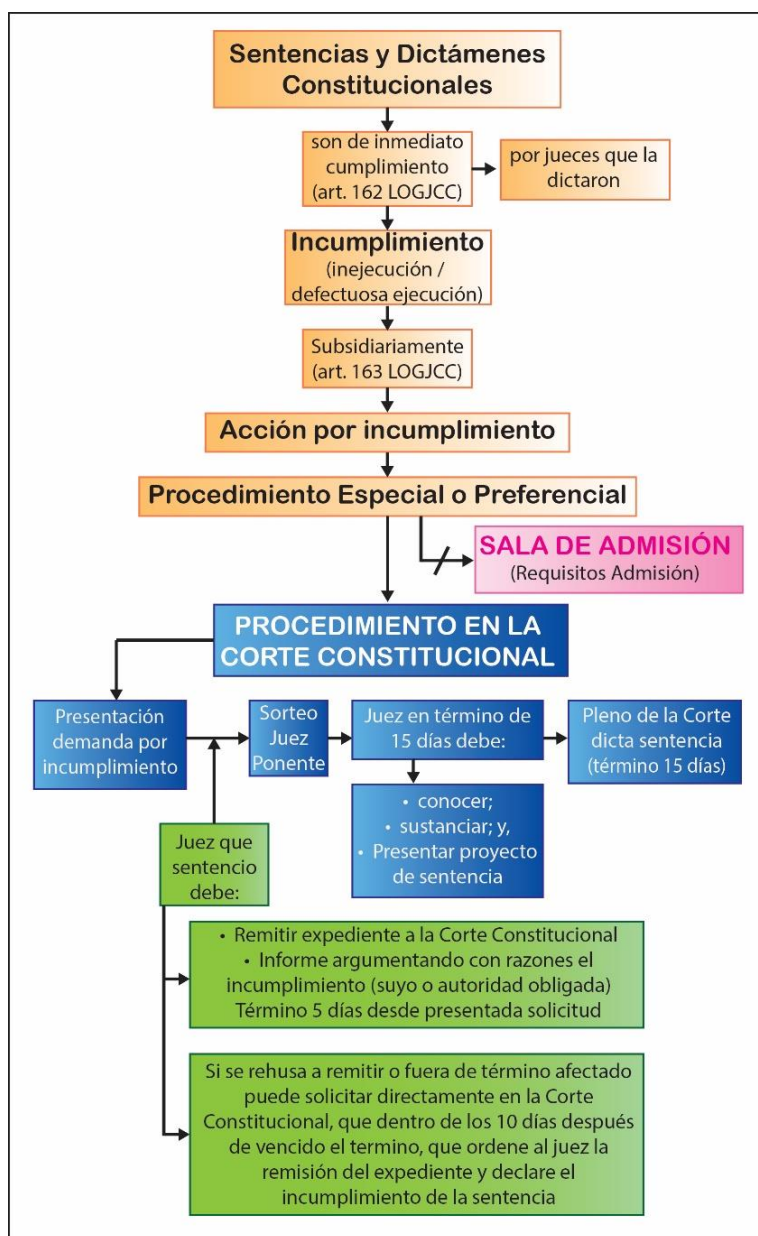 Sentencias y Dictámenes
Constitucionales
son de inmediato
cumplimiento
(art. 162 LOGJCC)
por jueces que la
dictaron
Incumplimiento
(inejecución /
defectuosa ejecución)
Subsidiariamente
(art. 163 LOGJCC)
Acción por incumplimiento
Procedimiento Especial o Preferencial
SALA DE ADMISIÓN
(Requisitos Admisión)
PROCEDIMIENTO EN LA
CORTE CONSTITUCIONAL
Presentación
demanda por
incumplimiento
Sorteo
Juez
Ponente
Juez en término de
15 días debe:
Pleno de la Corte
dicta sentencia
(término 15 días)
• conocer;
• sustanciar; y,
• Presentar proyecto
de sentencia
Juez que
sentencio
debe:
• Remitir expediente a la Corte Constitucional
• Informe argumentando con razones el
incumplimiento (suyo o autoridad obligada)
Término 5 días desde presentada solicitud
Si se rehusa a remitir o fuera de término afectado
puede solicitar directamente en la Corte
Constitucional, que dentro de los 10 días después
de vencido el termino, que ordene al juez la
remisión del expediente y declare el
incumplimiento de la sentencia